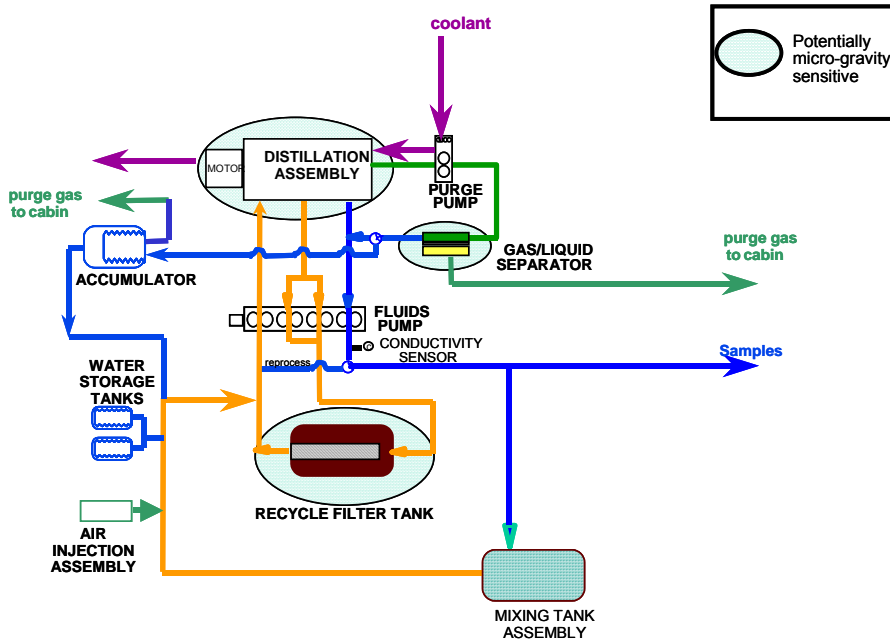 coolant
Potentially
micro-gravity
sensitive
MOTOR
DISTILLATION
ASSEMBLY
PURGE
PUMP
purge gas
to cabin
GAS/LIQUID
SEPARATOR
purge gas
to cabin
ACCUMULATOR
FLUIDS
PUMP
CONDUCTIVITY
SENSOR
reprocess
Samples
WATER
STORAGE
TANKS
RECYCLE FILTER TANK
AIR
INJECTION
ASSEMBLY
MIXING TANK
ASSEMBLY